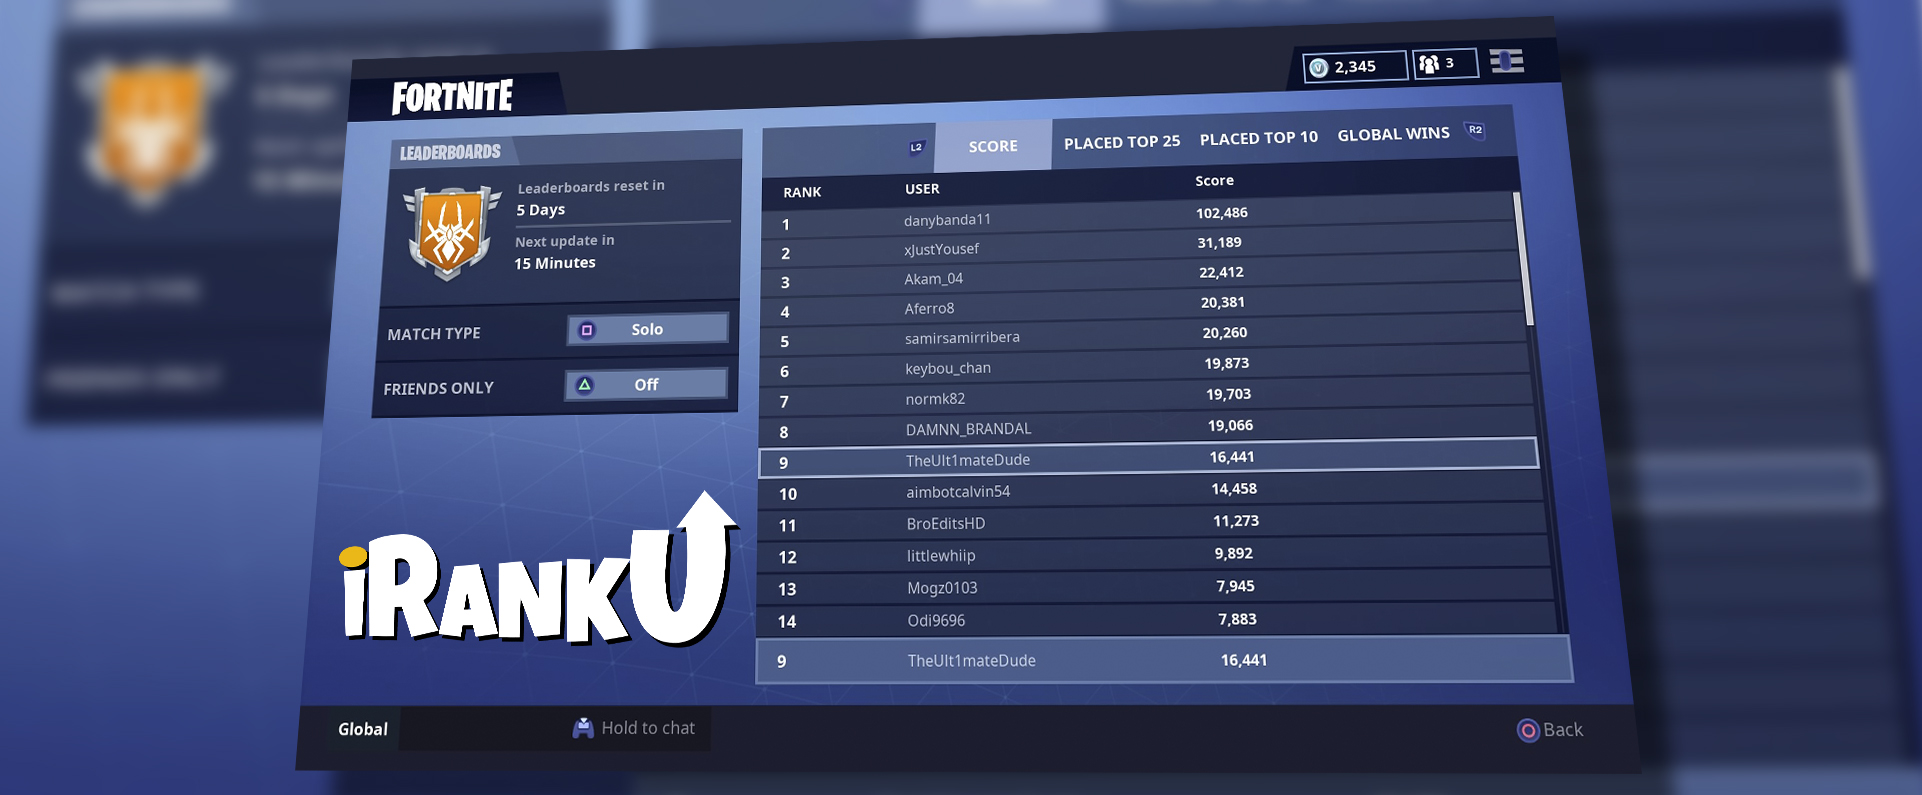 FORTNITE
V 2,345 3
LEADERBOARDS
Leaderboards reset in
5 Days
Next update in
15 Minutes
MATCH TYPE Solo
FRIENDS ONLY Off
iRANKU
L2 SCORE PLACED TOP 25 PLACED TOP 10 GLOBAL WINS R2
RANK USER Score
1 danybanda11 102,486
2 xJustYousef 31,189
3 Akam_04 22,412
4 Aferro8 20,381
5 samirsamirribera 20,260
6 keybou_chan 19,873
7 normk82 19,703
8 DAMNN_BRANDAL 19,066
9 TheUlt1mateDude 16,441
10 aimbotcalvin54 14,458
11 BroEditsHD 11,273
12 littlewhiip 9,892
13 Mogz0103 7,945
14 Odi9696 7,883
9 TheUlt1mateDude 16,441
Global Hold to chat Back